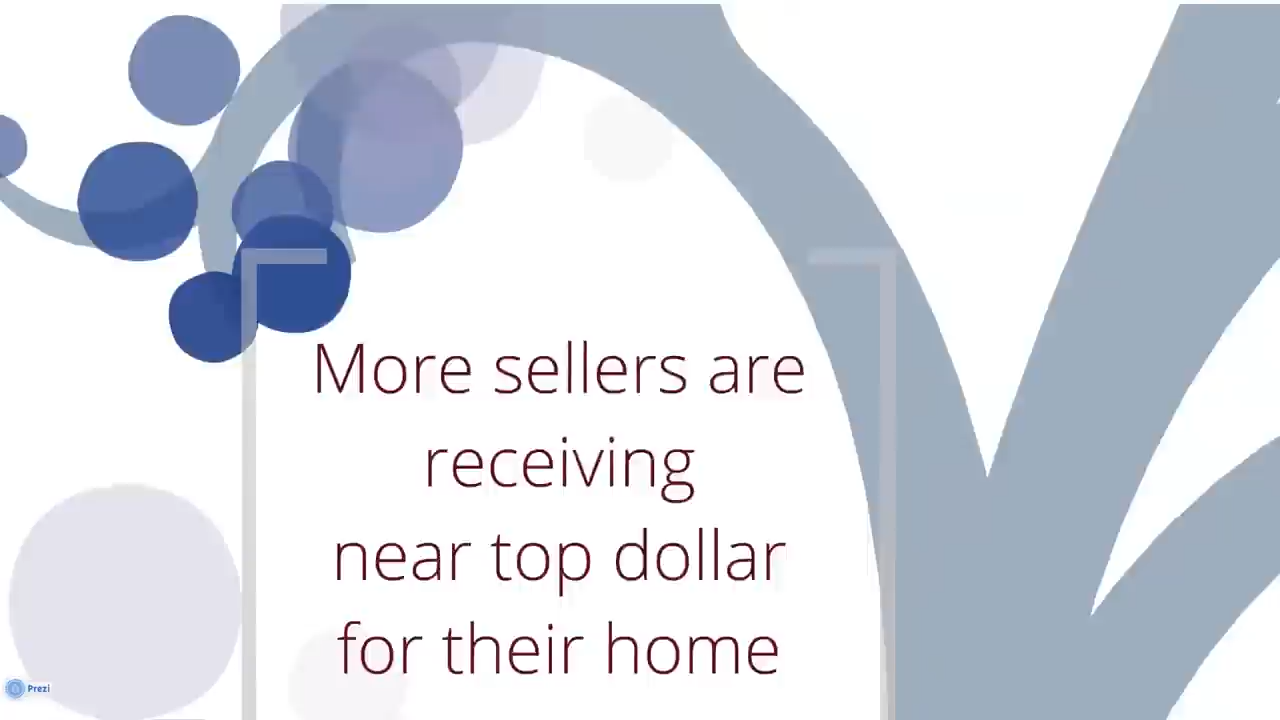 More sellers are
receiving
near top dollar
for their home
Prezi